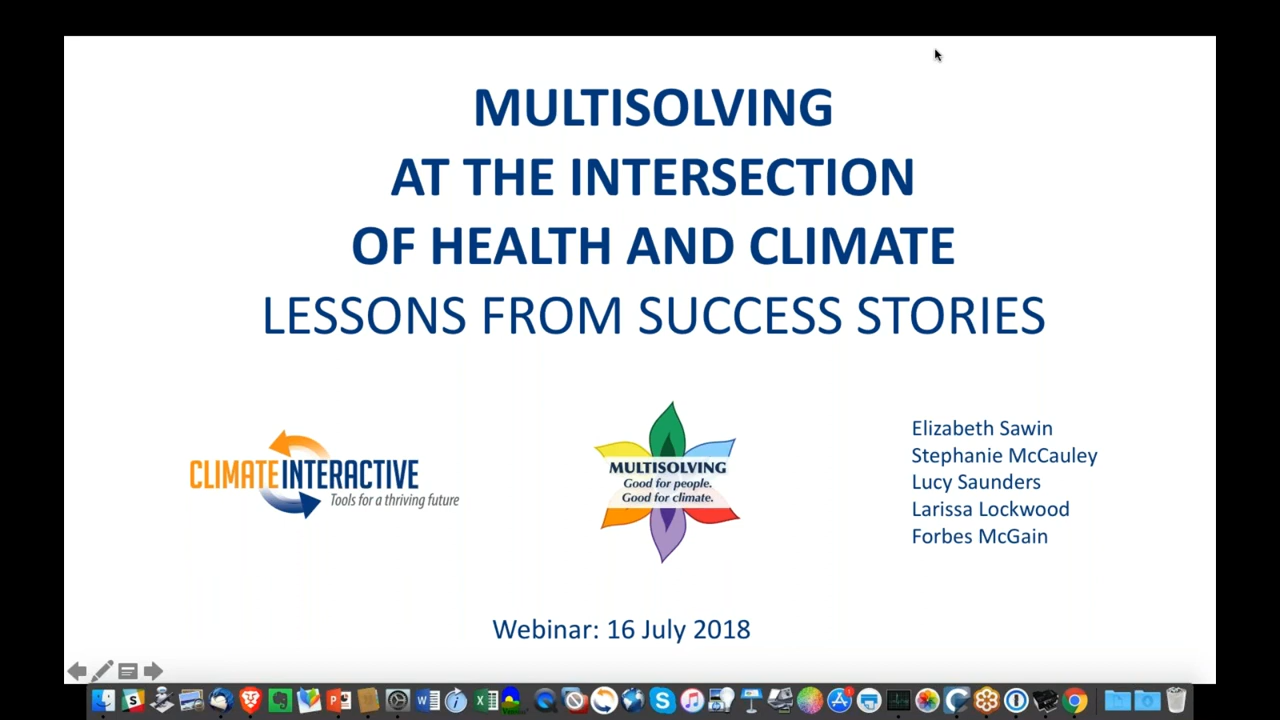 MULTISOLVING
AT THE INTERSECTION
OF HEALTH AND CLIMATE
LESSONS FROM SUCCESS STORIES
CLIMATEINTERACTIVE
Tools for a thriving future
MULTISOLVING
Good for people.
Good for climate.
Elizabeth Sawin
Stephanie McCauley
Lucy Saunders
Larissa Lockwood
Forbes McGain
Webinar: 16 July 2018